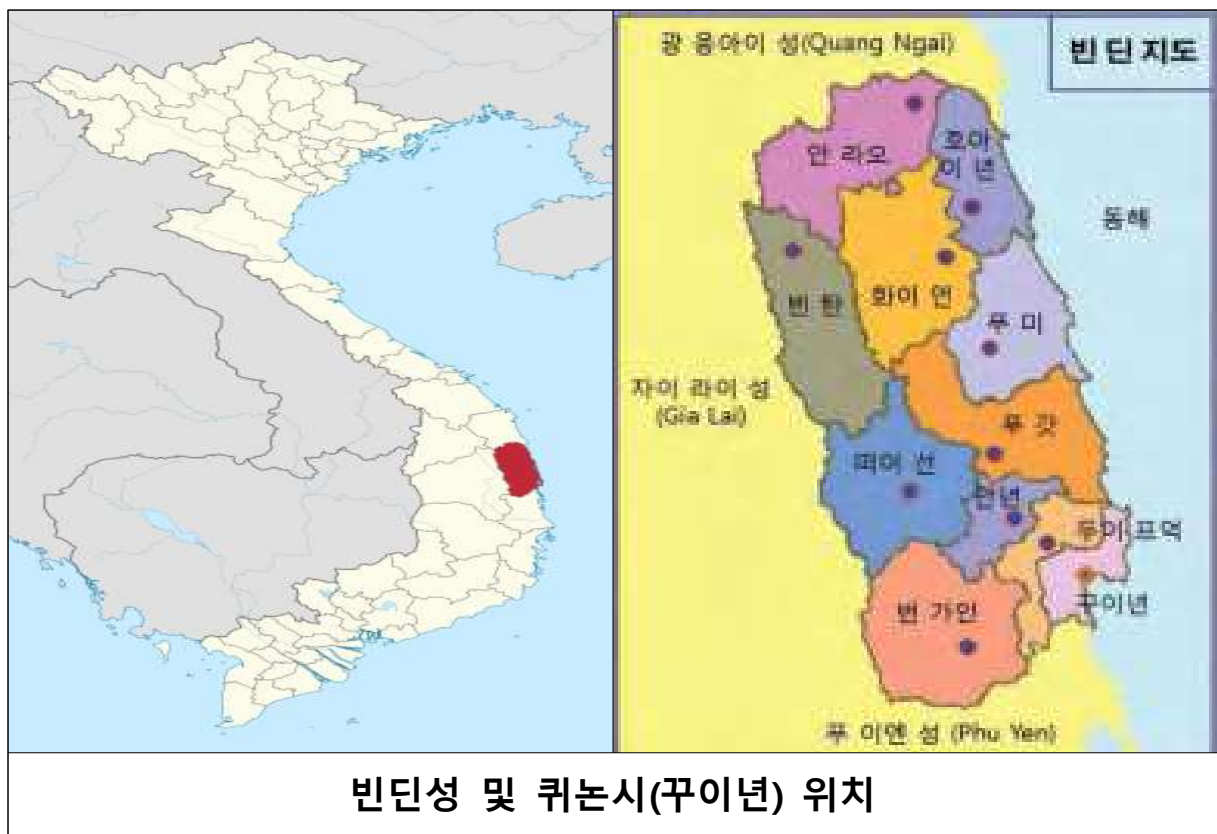 광 응아이 성(Quang Ngai)
빈 딘 지 도
안 라오
호아
이 년
동해
빈 탄
화이 언
푸 미
자이 라이 성
(Gia Lai)
푸 갓
떠이 선
안년
뚜이 프억
꾸이년
번 가인
푸 이엔 성 (Phu Yen)
빈딘성 및 퀴논시(꾸이년) 위치